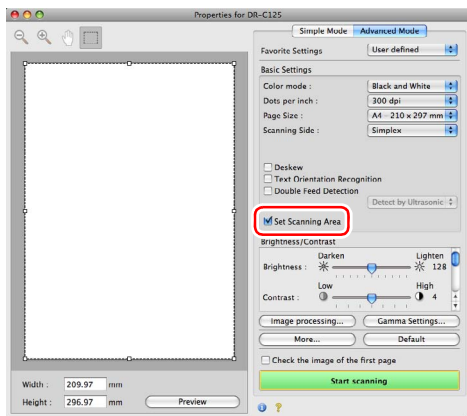 Properties for DR-C125
Simple Mode Advanced Mode
Favorite Settings User defined
Basic Settings
Color mode : Black and White
Dots per inch : 300 dpi
Page Size : A4 - 210 x 297 mm
Scanning Side : Simplex
Deskew
Text Orientation Recognition
Double Feed Detection
Detect by Ultrasonic
Set Scanning Area
Brightness/Contrast
Darken Lighten
Brightness : 128
Low High
Contrast : 4
Image processing... Gamma Settings...
More... Default
Check the image of the first page
Start scanning
Width : 209.97 mm
Height : 296.97 mm Preview